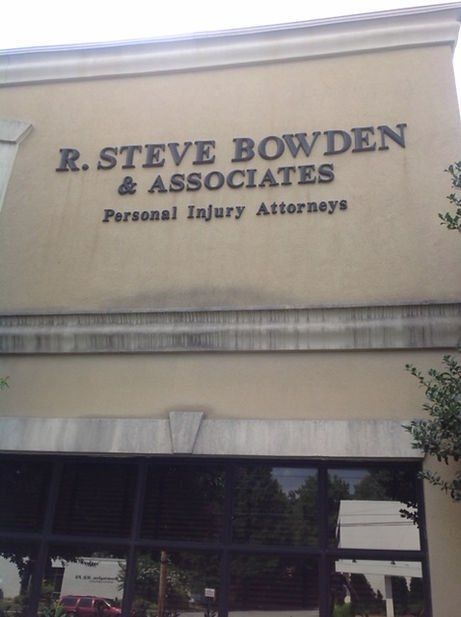 R. STEVE BOWDEN
& ASSOCIATES
Personal Injury Attorneys